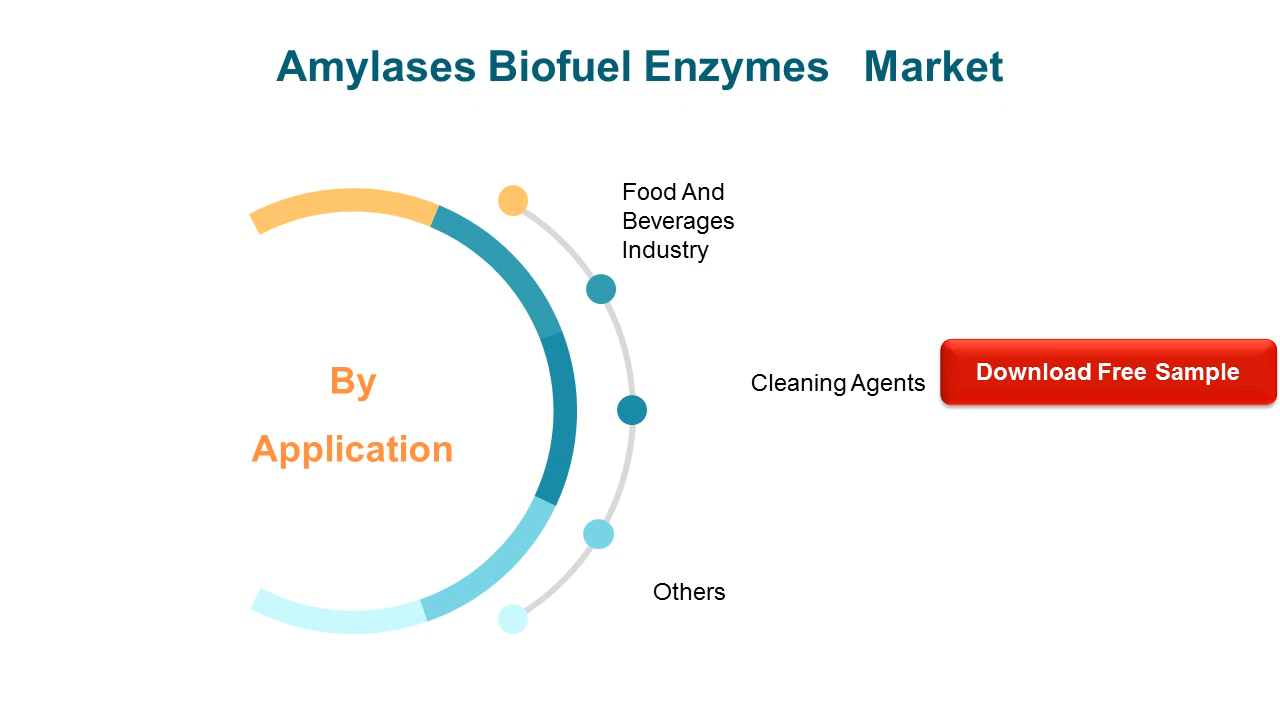 Amylases Biofuel Enzymes   Market
Food And
Beverages
Industry
By
Application
Cleaning Agents
Download Free Sample
Others